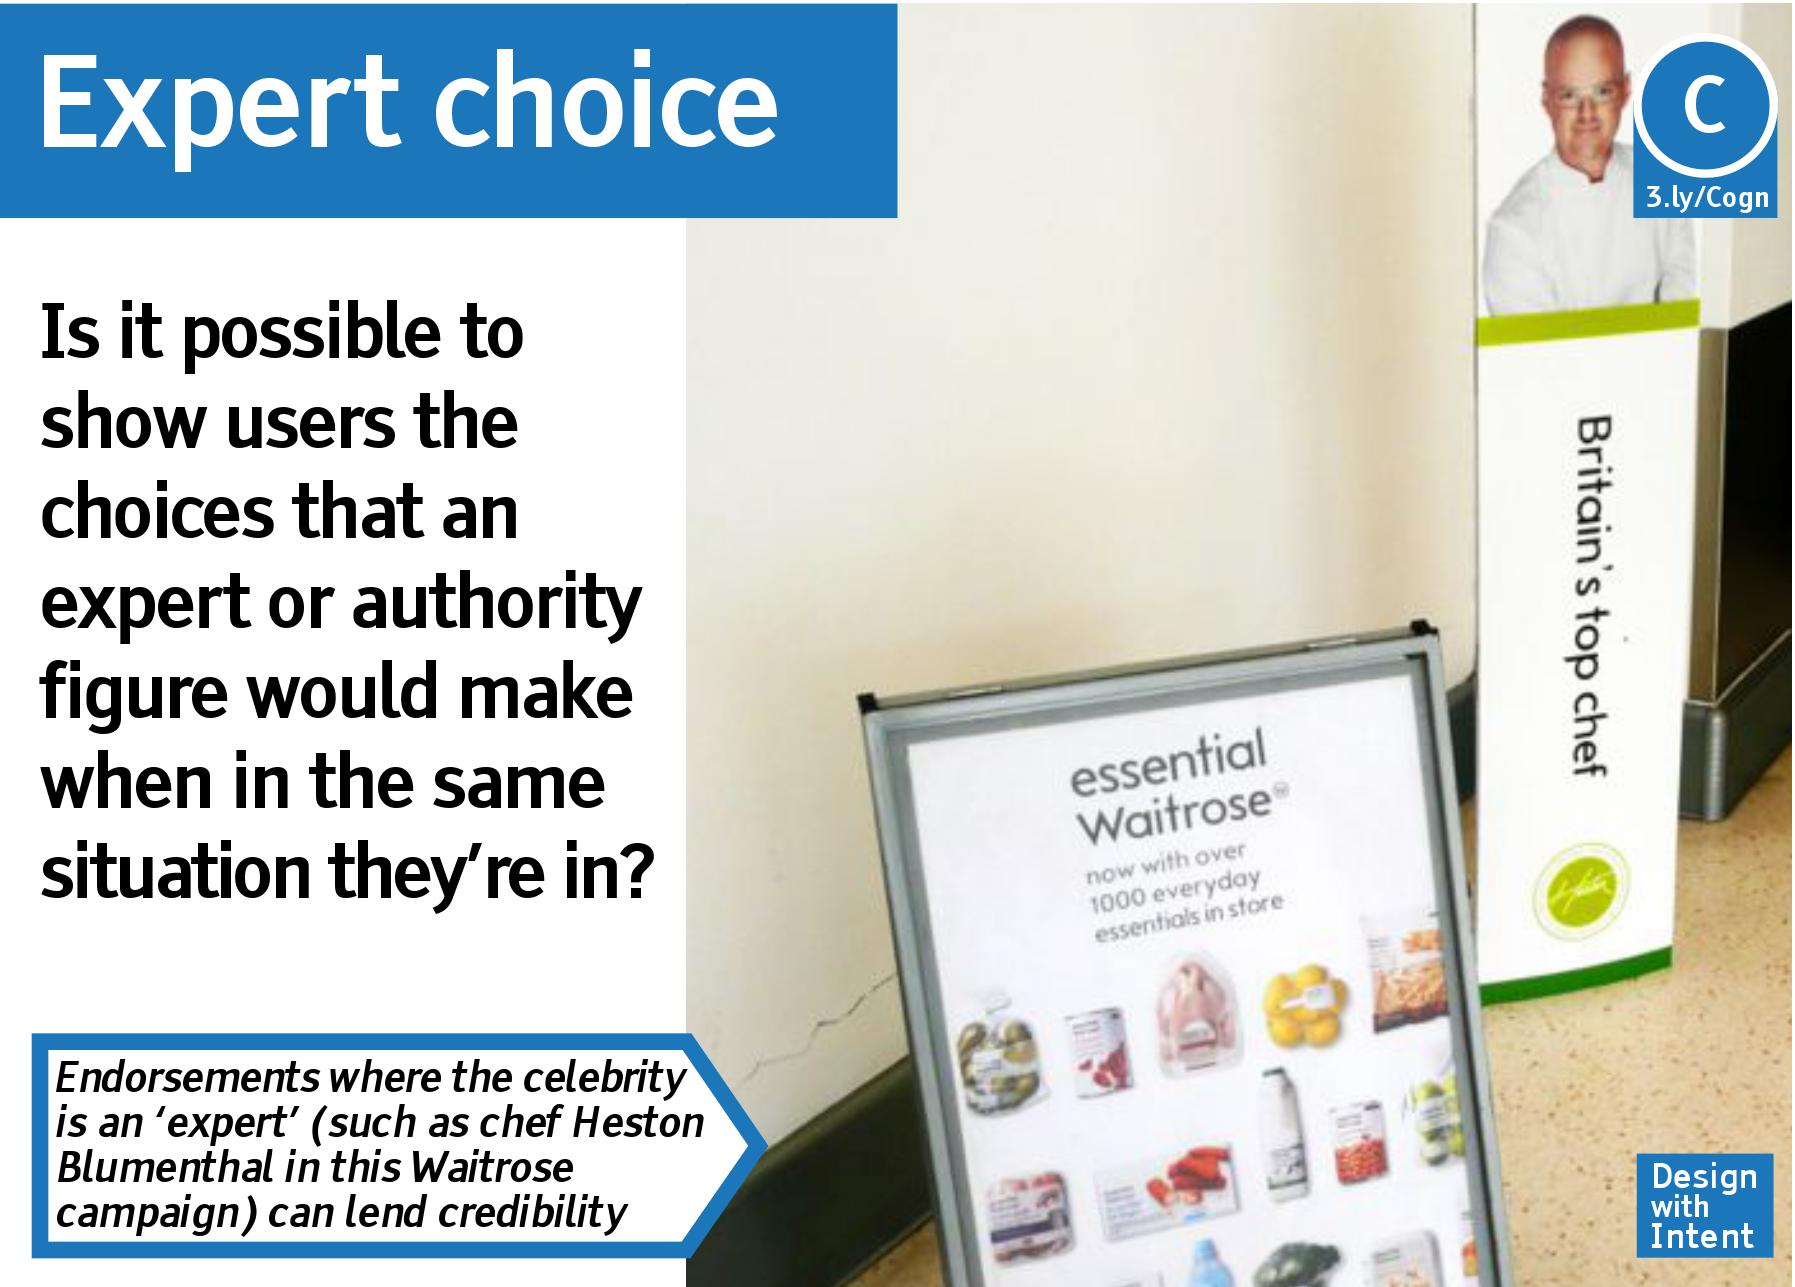 Expert choice
C
3.ly/Cogn
Is it possible to
show users the
choices that an
expert or authority
figure would make
when in the same
situation they’re in?
Endorsements where the celebrity
is an ‘expert’ (such as chef Heston
Blumenthal in this Waitrose
campaign) can lend credibility
Britain's top chef
essential
Waitrose
now with over
1000 everyday
essentials in store
Design
with
Intent